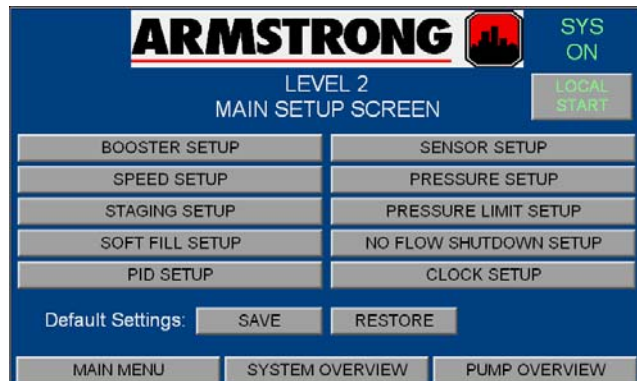 ARMSTRONG
SYS
ON
LEVEL 2
MAIN SETUP SCREEN
LOCAL
START
BOOSTER SETUP
SENSOR SETUP
SPEED SETUP
PRESSURE SETUP
STAGING SETUP
PRESSURE LIMIT SETUP
SOFT FILL SETUP
NO FLOW SHUTDOWN SETUP
PID SETUP
CLOCK SETUP
Default Settings: SAVE RESTORE
MAIN MENU
SYSTEM OVERVIEW
PUMP OVERVIEW